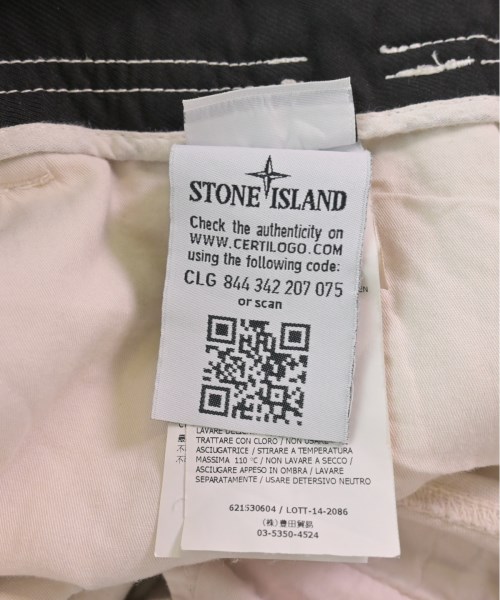 STONE ISLAND
Check the authenticity on
WWW.CERTILOGO.COM
using the following code:
CLG 844 342 207 075
or scan
TRATTARE CON CLORO / NON USARE
ASCIUGATRICE / STIRARE A TEMPERATURA
MASSIMA 110 °C / NON LAVARE A SECCO /
ASCIUGARE APPESO IN OMBRA / LAVARE
SEPARATAMENTE / USARE DETERSIVO NEUTRO
621530604 / LOTT-14-2086
(株)豊田貿易
03-5350-4524